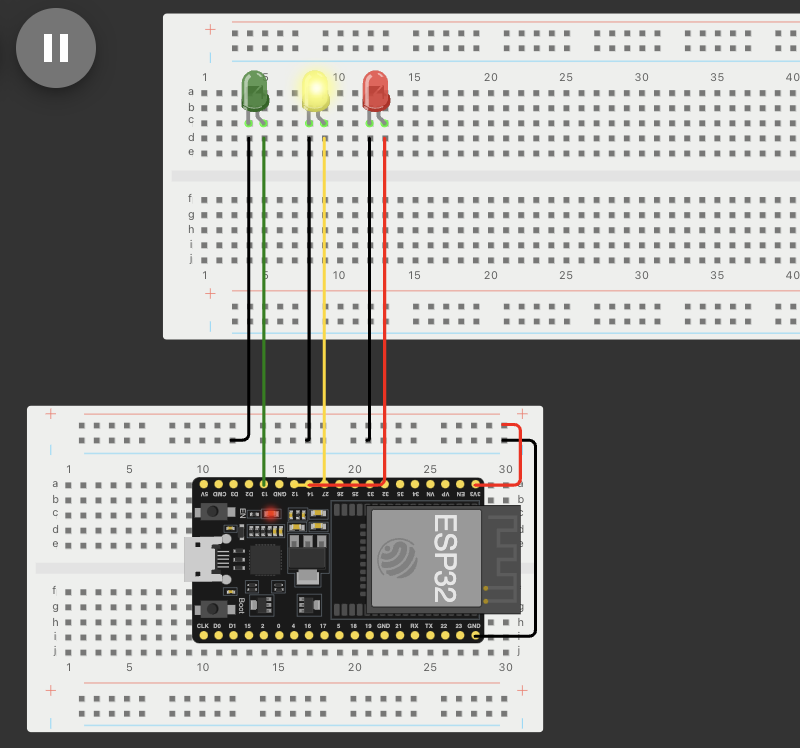 +
1 5 10 15 20 25 30 35 40
a
b
c
d
e
f
g
h
i
j
1 5 10 15 20 25 30 35 40
+
+ +
1 5 10 15 20 25 30
a a
b b
c c
d d
e e
5V CMD D3 D2 13 GND 12 14 27 26 25 33 32 35 34 VN VP EN 3V3
EN
ESP32
Boot
f
g g
h h
i i
j j
CLK D0 D1 15 2 0 4 16 17 5 18 19 GND 21 RX TX 22 23 GND
1 5 10 15 20 25 30
+ +